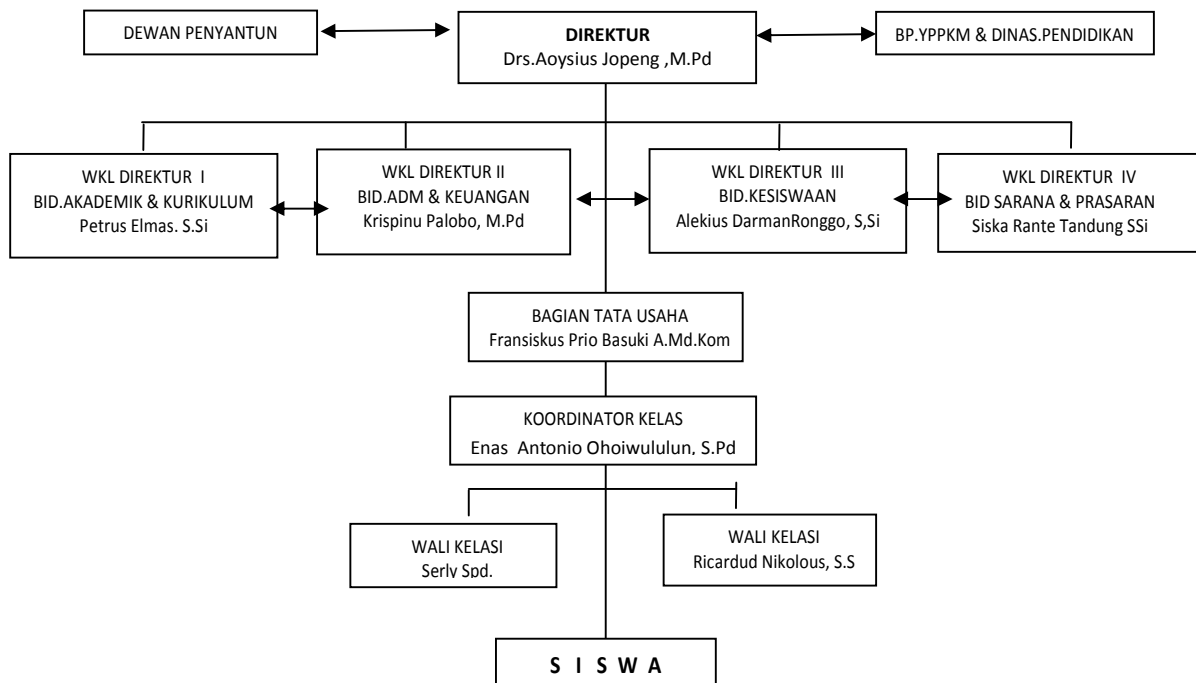 DEWAN PENYANTUN
DIREKTUR
Drs.Aoysius Jopeng ,M.Pd
BP.YPPKM & DINAS.PENDIDIKAN
WKL DIREKTUR I
BID.AKADEMIK & KURIKULUM
Petrus Elmas. S.Si
WKL DIREKTUR II
BID.ADM & KEUANGAN
Krispinu Palobo, M.Pd
WKL DIREKTUR III
BID.KESISWAAN
Alekius DarmanRonggo, S,Si
WKL DIREKTUR IV
BID SARANA & PRASARAN
Siska Rante Tandung SSi
BAGIAN TATA USAHA
Fransiskus Prio Basuki A.Md.Kom
KOORDINATOR KELAS
Enas Antonio Ohoiwululun, S.Pd
WALI KELASI
Serly Spd.
WALI KELASI
Ricardud Nikolous, S.S
S I S W A